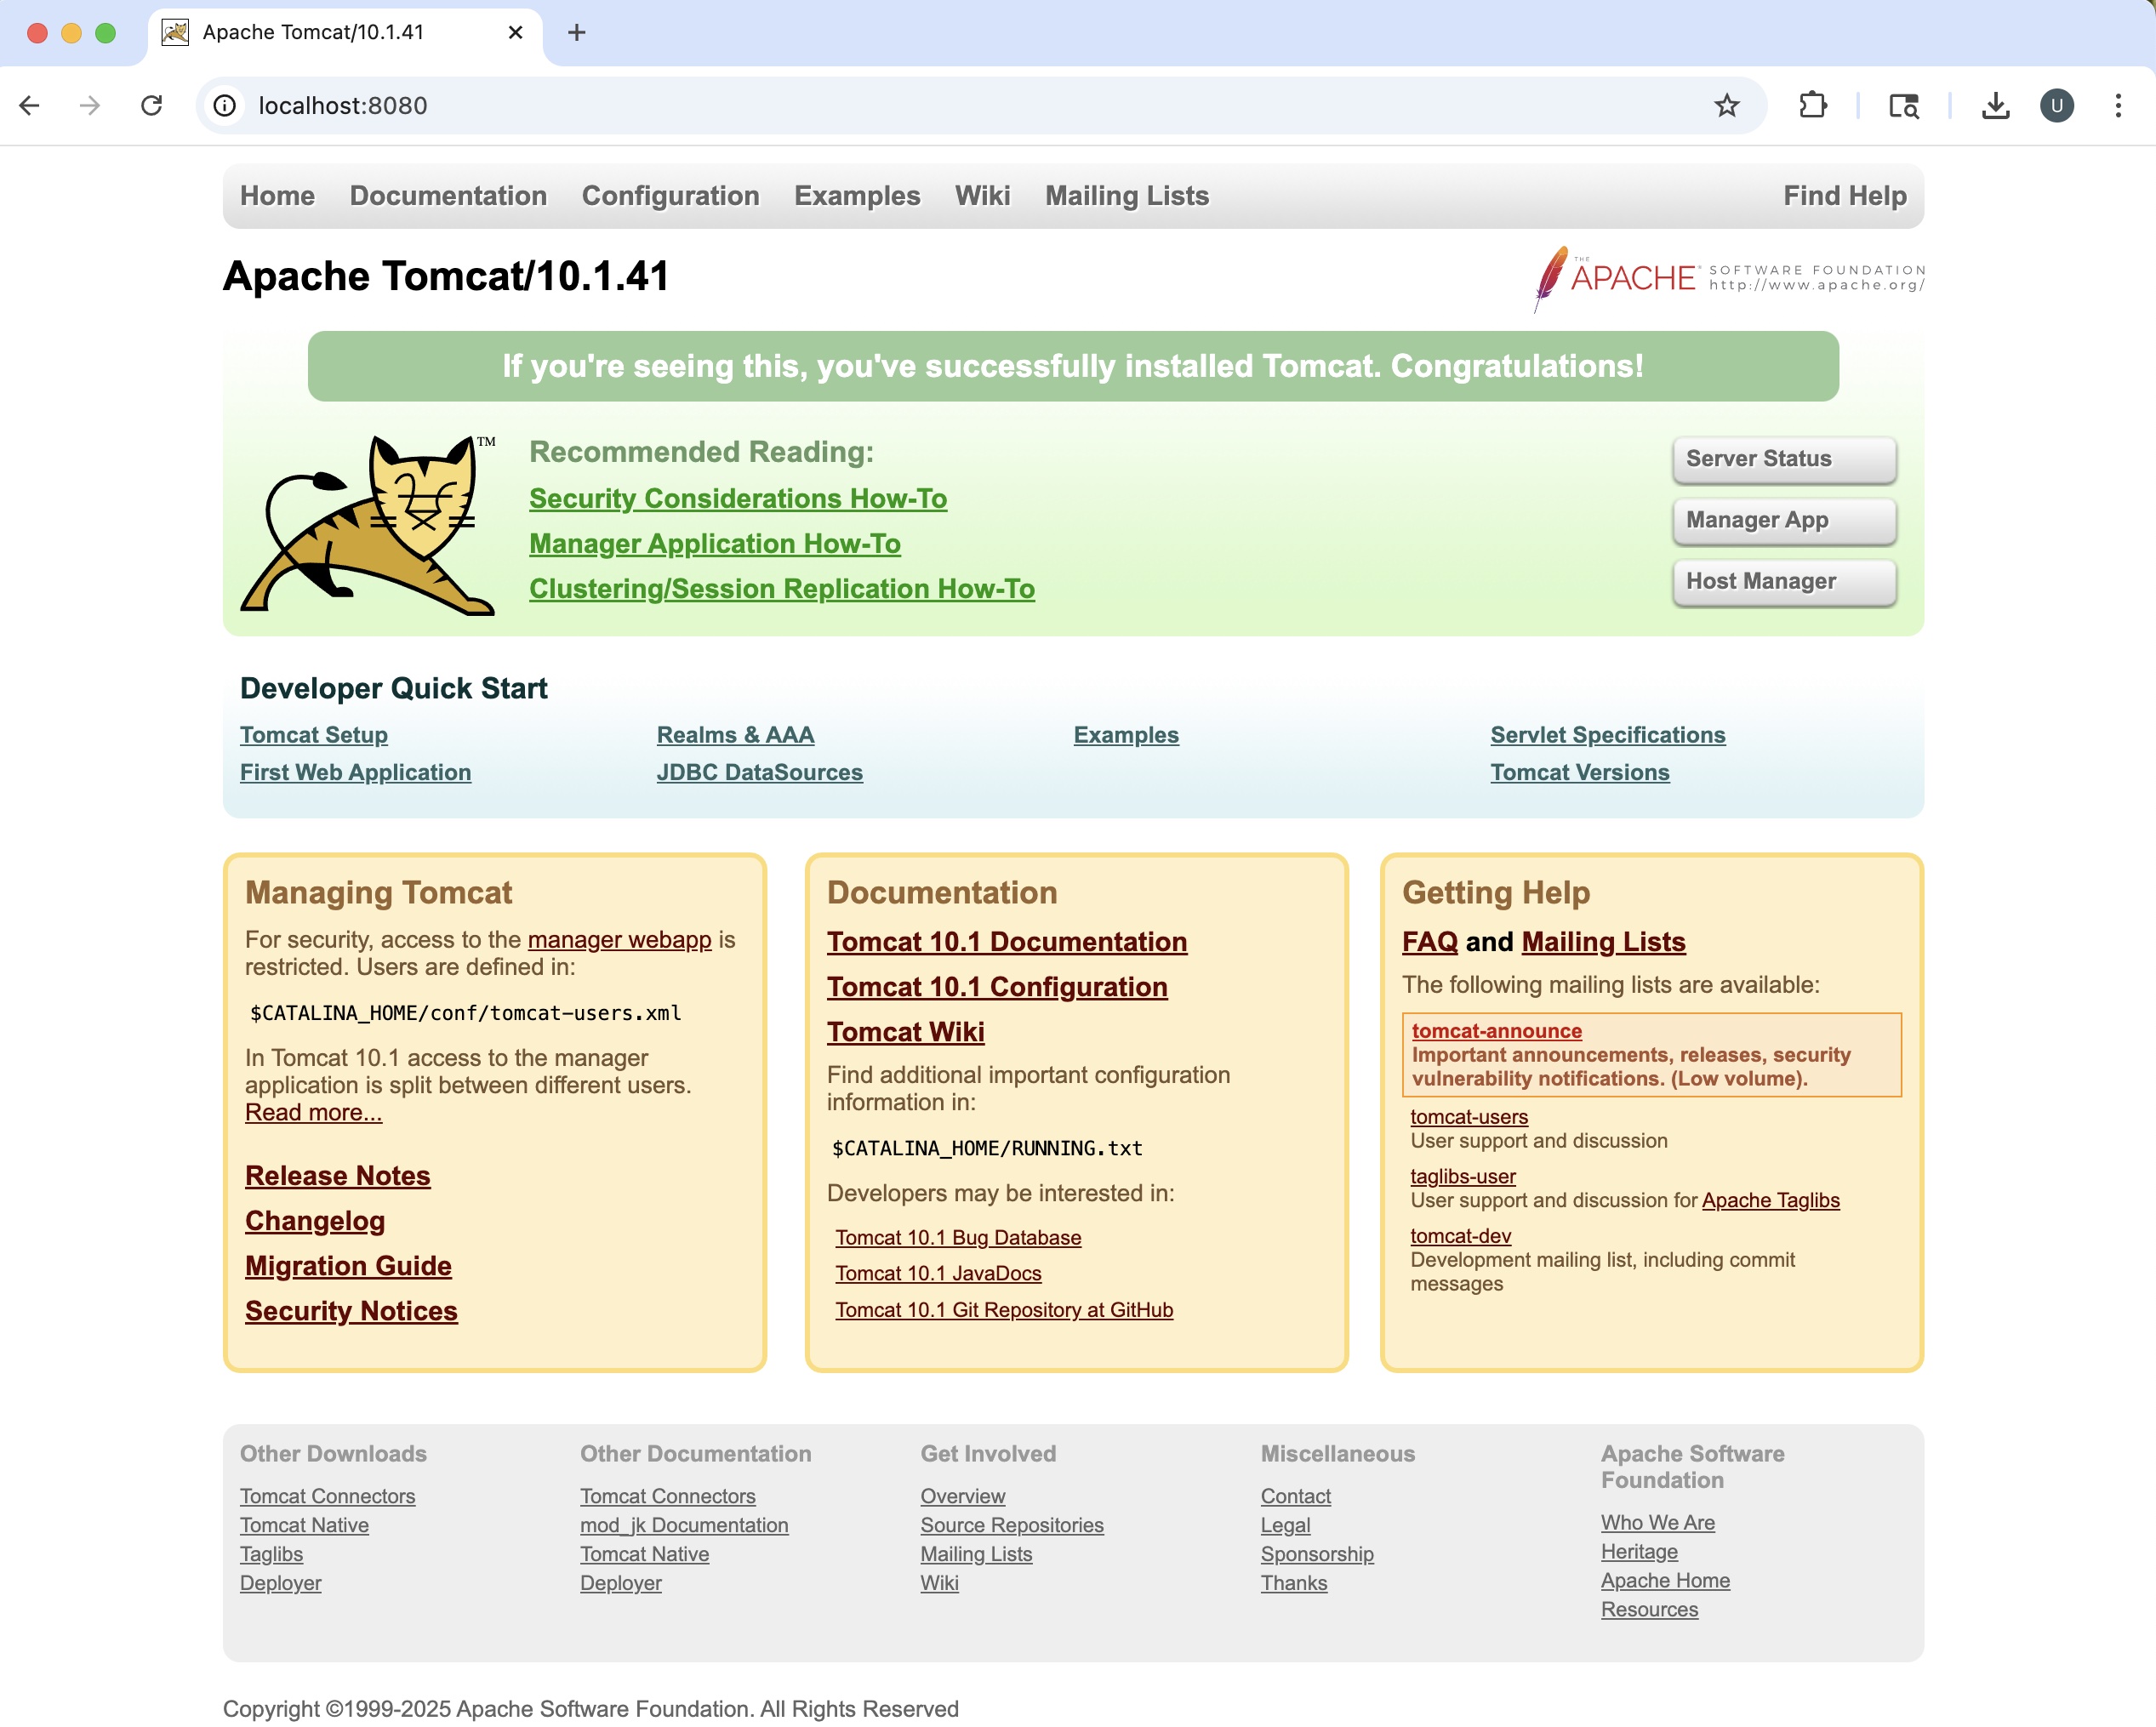 Apache Tomcat/10.1.41
localhost:8080
U
Home Documentation Configuration Examples Wiki Mailing Lists Find Help
Apache Tomcat/10.1.41
THE APACHE® SOFTWARE FOUNDATION
http://www.apache.org/
If you're seeing this, you've successfully installed Tomcat. Congratulations!
TM
Recommended Reading:
Security Considerations How-To
Manager Application How-To
Clustering/Session Replication How-To
Server Status
Manager App
Host Manager
Developer Quick Start
Tomcat Setup
First Web Application
Realms & AAA
JDBC DataSources
Examples
Servlet Specifications
Tomcat Versions
Managing Tomcat
For security, access to the manager webapp is
restricted. Users are defined in:
$CATALINA_HOME/conf/tomcat-users.xml
In Tomcat 10.1 access to the manager
application is split between different users.
Read more...
Release Notes
Changelog
Migration Guide
Security Notices
Documentation
Tomcat 10.1 Documentation
Tomcat 10.1 Configuration
Tomcat Wiki
Find additional important configuration
information in:
$CATALINA_HOME/RUNNING.txt
Developers may be interested in:
Tomcat 10.1 Bug Database
Tomcat 10.1 JavaDocs
Tomcat 10.1 Git Repository at GitHub
Getting Help
FAQ and Mailing Lists
The following mailing lists are available:
tomcat-announce
Important announcements, releases, security
vulnerability notifications. (Low volume).
tomcat-users
User support and discussion
taglibs-user
User support and discussion for Apache Taglibs
tomcat-dev
Development mailing list, including commit
messages
Other Downloads
Tomcat Connectors
Tomcat Native
Taglibs
Deployer
Other Documentation
Tomcat Connectors
mod_jk Documentation
Tomcat Native
Deployer
Get Involved
Overview
Source Repositories
Mailing Lists
Wiki
Miscellaneous
Contact
Legal
Sponsorship
Thanks
Apache Software
Foundation
Who We Are
Heritage
Apache Home
Resources
Copyright ©1999-2025 Apache Software Foundation. All Rights Reserved